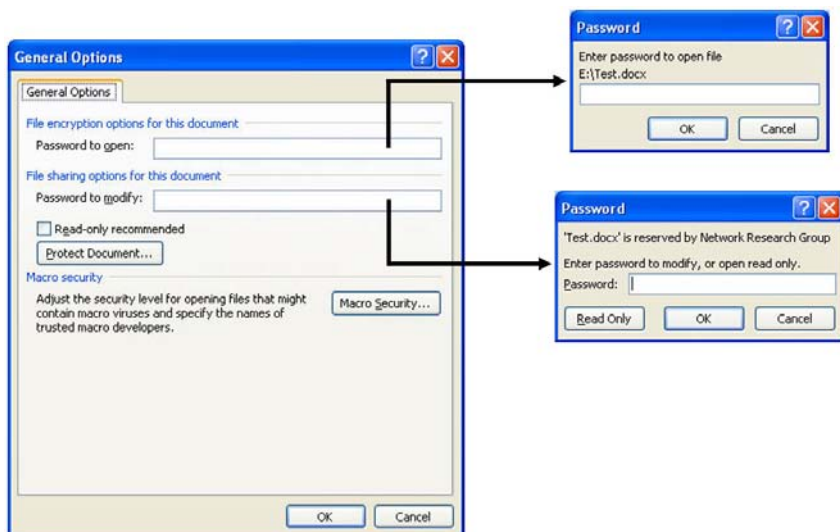 General Options
General Options
File encryption options for this document
Password to open:
File sharing options for this document
Password to modify:
Read-only recommended
Protect Document...
Macro security
Adjust the security level for opening files that might
contain macro viruses and specify the names of
trusted macro developers.
Macro Security...
OK
Cancel
Password
Enter password to open file
E:\Test.docx
OK
Cancel
Password
'Test.docx' is reserved by Network Research Group
Enter password to modify, or open read only.
Password:
Read Only
OK
Cancel